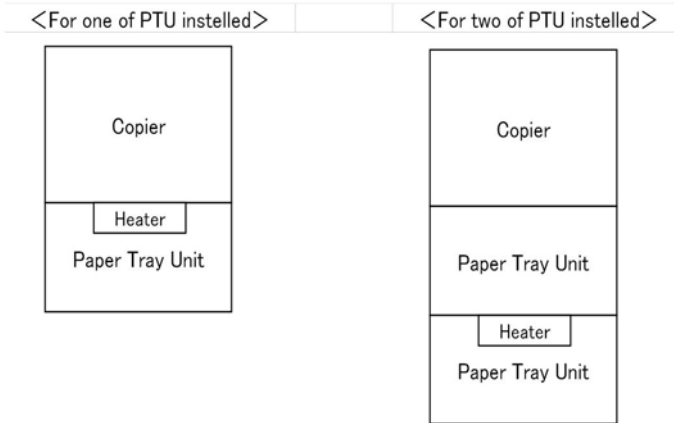 <For one of PTU instelled>
Copier
Heater
Paper Tray Unit
<For two of PTU instelled>
Copier
Paper Tray Unit
Heater
Paper Tray Unit